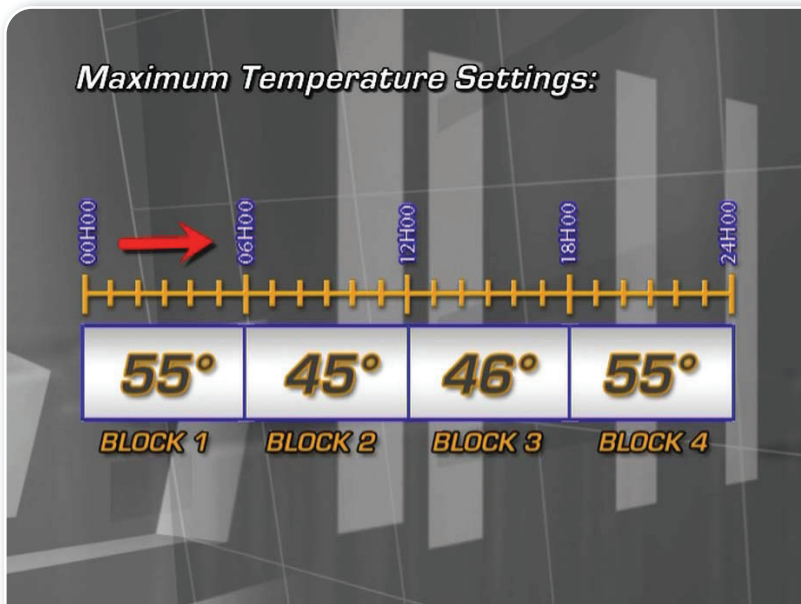 Maximum Temperature Settings:
00H00 06H00 12H00 18H00 24H00
55° 45° 46° 55°
BLOCK 1 BLOCK 2 BLOCK 3 BLOCK 4